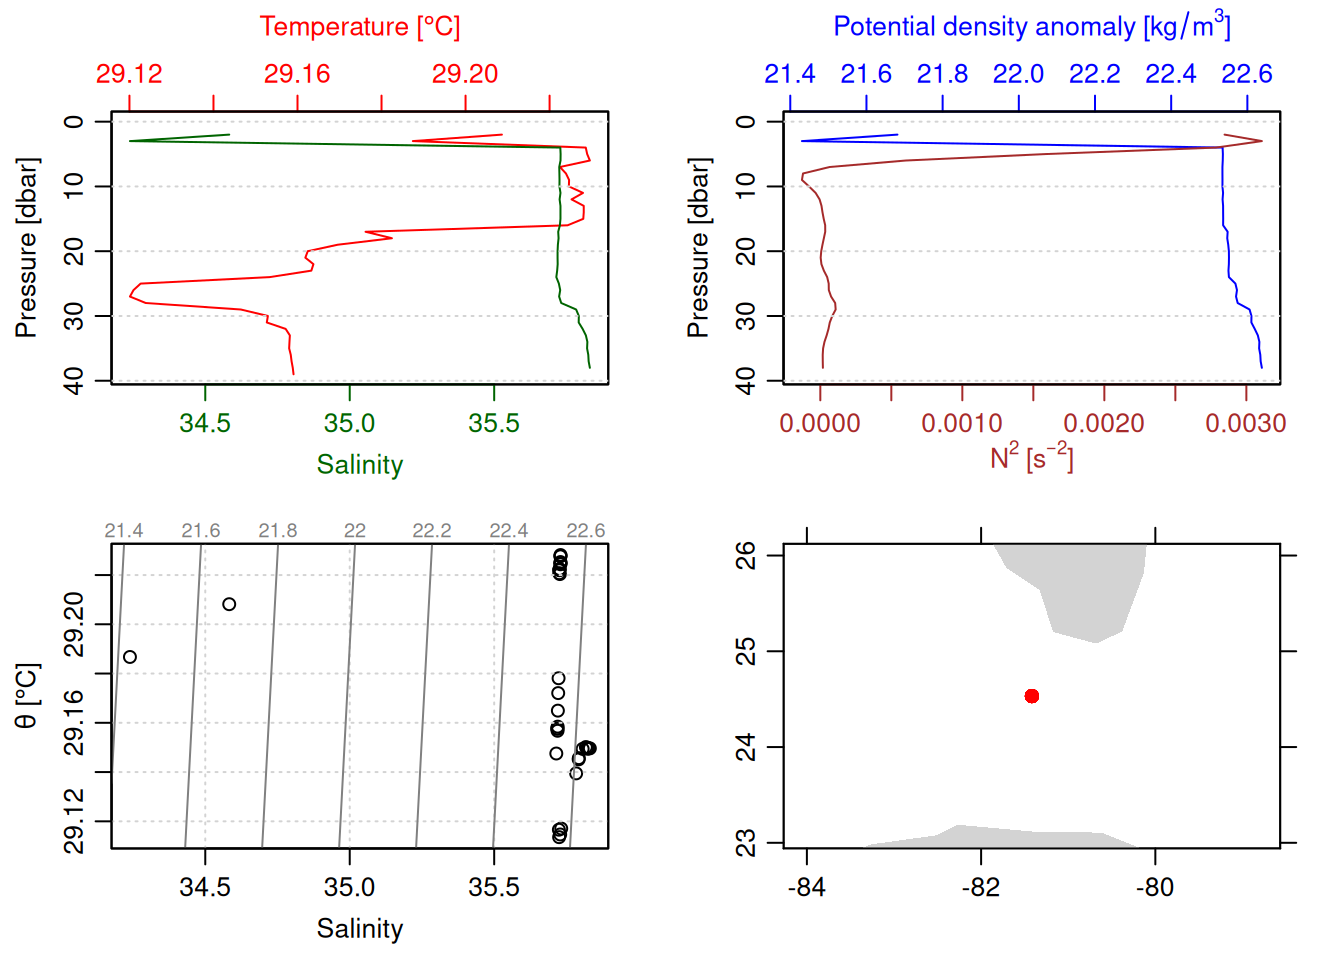 Temperature [°C]
29.12 29.16 29.20
0
10
20
30
40
Pressure [dbar]
34.5 35.0 35.5
Salinity
Potential density anomaly [kg/m³]
21.4 21.6 21.8 22.0 22.2 22.4 22.6
0
10
20
30
40
Pressure [dbar]
0.0000 0.0010 0.0020 0.0030
N² [s⁻²]
21.4 21.6 21.8 22 22.2 22.4 22.6
29.20
29.16
29.12
θ [°C]
34.5 35.0 35.5
Salinity
26
25
24
23
-84 -82 -80